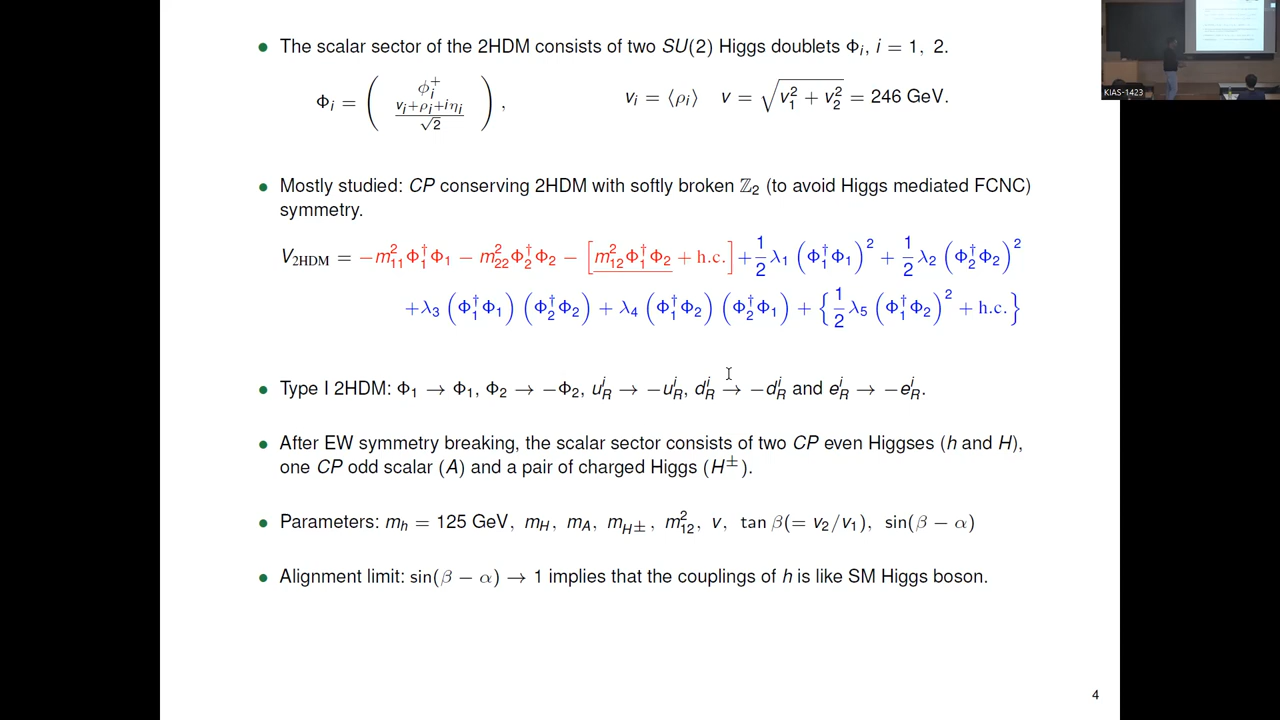 The scalar sector of the 2HDM consists of two SU(2) Higgs doublets Φ_i, i = 1, 2.
Φ_i = ( ϕ_i^+ ; (v_i+ρ_i+iη_i)/√2 ), v_i = ⟨ρ_i⟩ v = √(v_1^2 + v_2^2) = 246 GeV.
Mostly studied: CP conserving 2HDM with softly broken ℤ_2 (to avoid Higgs mediated FCNC)
symmetry.
V_2HDM = −m_11^2 Φ_1^† Φ_1 − m_22^2 Φ_2^† Φ_2 − [m_12^2 Φ_1^† Φ_2 + h.c.] + 1/2 λ_1 (Φ_1^† Φ_1)^2 + 1/2 λ_2 (Φ_2^† Φ_2)^2
+λ_3 (Φ_1^† Φ_1) (Φ_2^† Φ_2) + λ_4 (Φ_1^† Φ_2) (Φ_2^† Φ_1) + {1/2 λ_5 (Φ_1^† Φ_2)^2 + h.c.}
Type I 2HDM: Φ_1 → Φ_1, Φ_2 → −Φ_2, u_R^i → −u_R^i, d_R^i → −d_R^i and e_R^i → −e_R^i.
After EW symmetry breaking, the scalar sector consists of two CP even Higgses (h and H),
one CP odd scalar (A) and a pair of charged Higgs (H^±).
Parameters: m_h = 125 GeV, m_H, m_A, m_H±, m_12^2, v, tan β(= v_2/v_1), sin(β − α)
Alignment limit: sin(β − α) → 1 implies that the couplings of h is like SM Higgs boson.
4
KIAS-1423